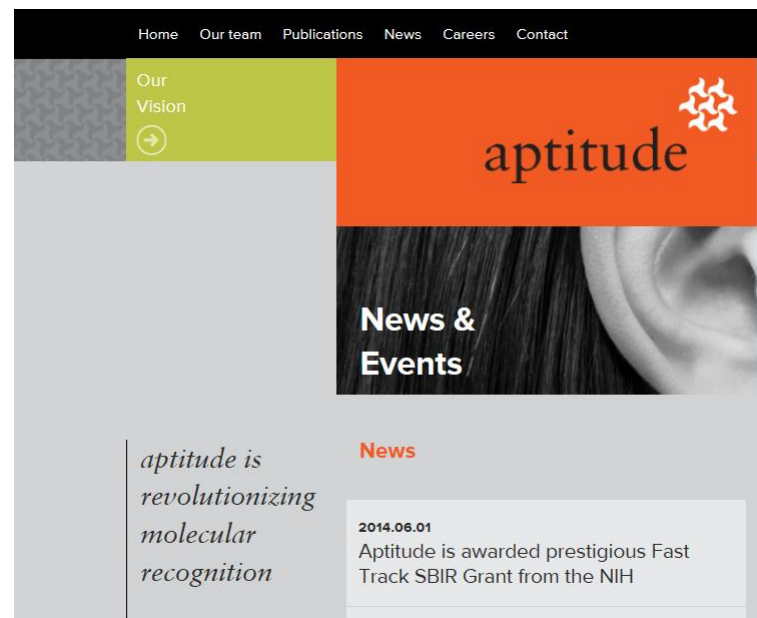 Home Our team Publications News Careers Contact
Our
Vision
aptitude
News &
Events
aptitude is
revolutionizing
molecular
recognition
News
2014.06.01
Aptitude is awarded prestigious Fast
Track SBIR Grant from the NIH